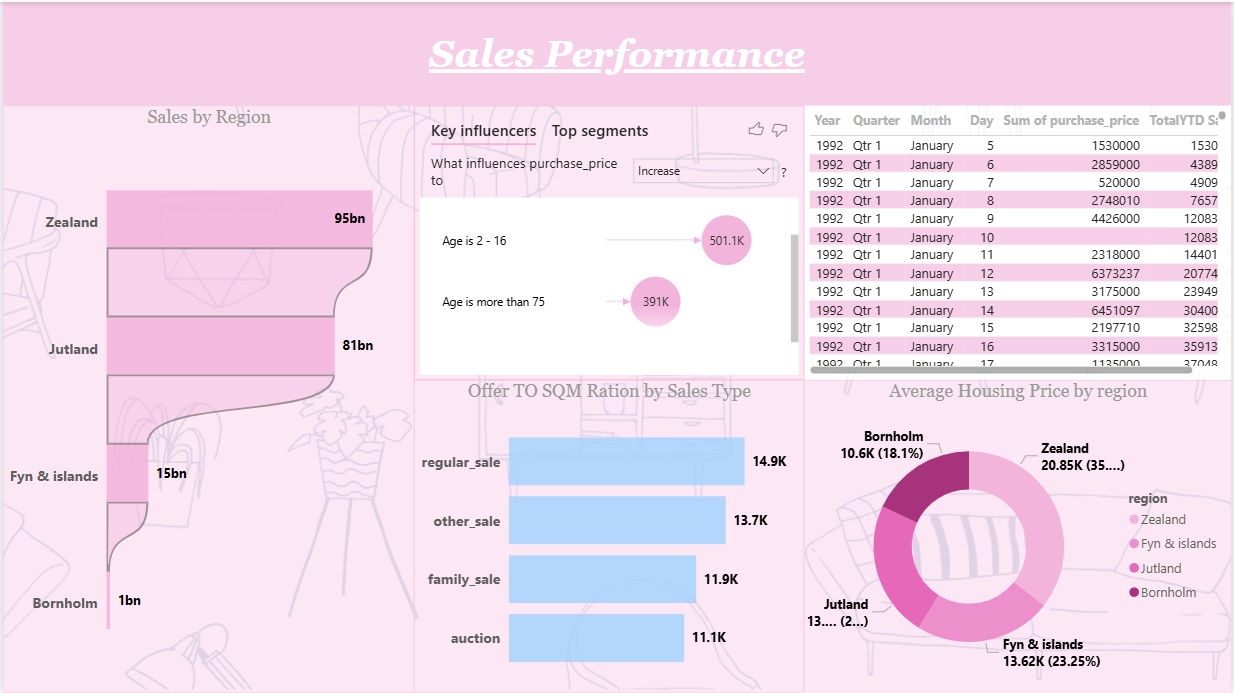 Sales Performance
Sales by Region
Zealand
95bn
Jutland
81bn
Fyn & islands
15bn
Bornholm
1bn
Key influencers Top segments
What influences purchase_price
to
Increase
?
Age is 2 - 16
501.1K
Age is more than 75
391K
Year Quarter Month Day Sum of purchase_price TotalYTD Sa
1992 Qtr 1 January 5 1530000 1530
1992 Qtr 1 January 6 2859000 4389
1992 Qtr 1 January 7 520000 4909
1992 Qtr 1 January 8 2748010 7657
1992 Qtr 1 January 9 4426000 12083
1992 Qtr 1 January 10 12083
1992 Qtr 1 January 11 2318000 14401
1992 Qtr 1 January 12 6373237 20774
1992 Qtr 1 January 13 3175000 23949
1992 Qtr 1 January 14 6451097 30400
1992 Qtr 1 January 15 2197710 32598
1992 Qtr 1 January 16 3315000 35913
1992 Qtr 1 January 17 1135000 37048
Offer TO SQM Ration by Sales Type
regular_sale
14.9K
other_sale
13.7K
family_sale
11.9K
auction
11.1K
Average Housing Price by region
Bornholm
10.6K (18.1%)
Zealand
20.85K (35....)
Jutland
13.... (2...)
Fyn & islands
13.62K (23.25%)
region
Zealand
Fyn & islands
Jutland
Bornholm